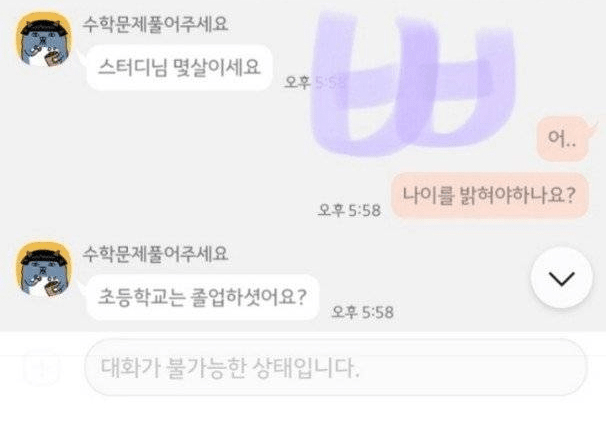 수학문제풀어주세요
스터디님 몇살이세요
오후 5:58
어..
나이를 밝혀야하나요?
오후 5:58
수학문제풀어주세요
초등학교는 졸업하셧어요?
오후 5:58
대화가 불가능한 상태입니다.